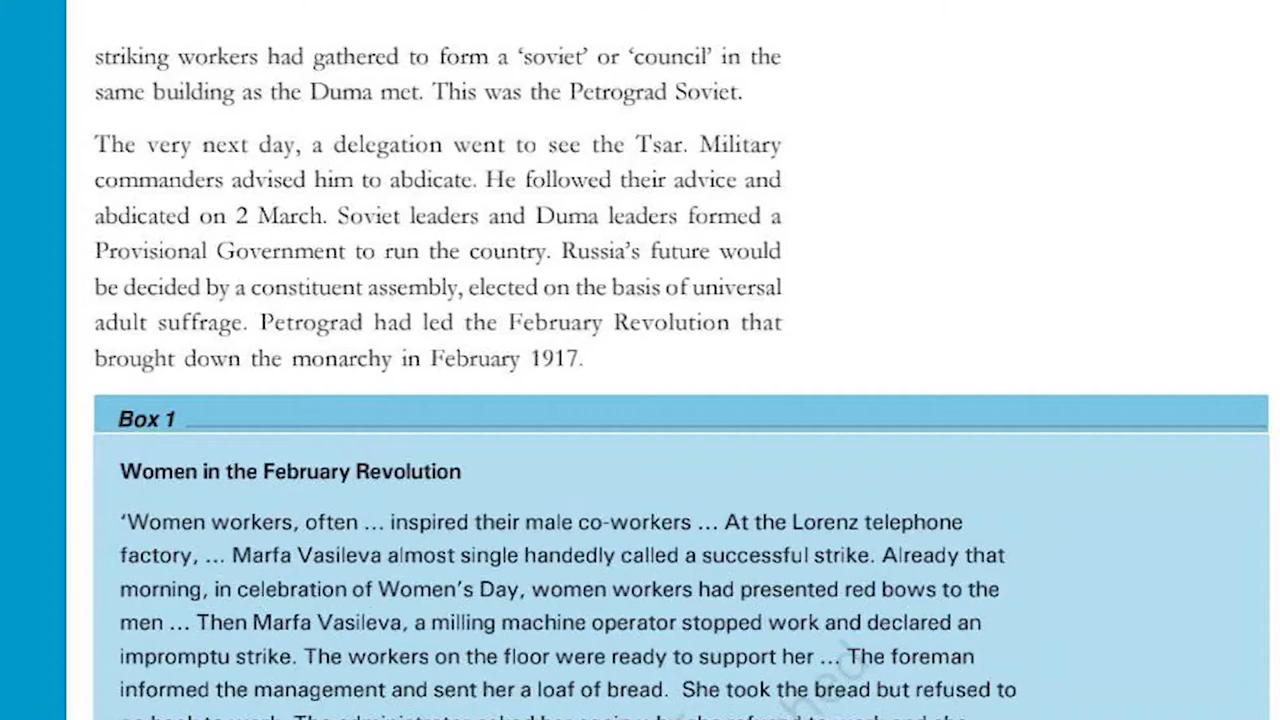 striking workers had gathered to form a ‘soviet’ or ‘council’ in the
same building as the Duma met. This was the Petrograd Soviet.
The very next day, a delegation went to see the Tsar. Military
commanders advised him to abdicate. He followed their advice and
abdicated on 2 March. Soviet leaders and Duma leaders formed a
Provisional Government to run the country. Russia’s future would
be decided by a constituent assembly, elected on the basis of universal
adult suffrage. Petrograd had led the February Revolution that
brought down the monarchy in February 1917.
Box 1
Women in the February Revolution
‘Women workers, often ... inspired their male co-workers ... At the Lorenz telephone
factory, ... Marfa Vasileva almost single handedly called a successful strike. Already that
morning, in celebration of Women’s Day, women workers had presented red bows to the
men ... Then Marfa Vasileva, a milling machine operator stopped work and declared an
impromptu strike. The workers on the floor were ready to support her ... The foreman
informed the management and sent her a loaf of bread. She took the bread but refused to